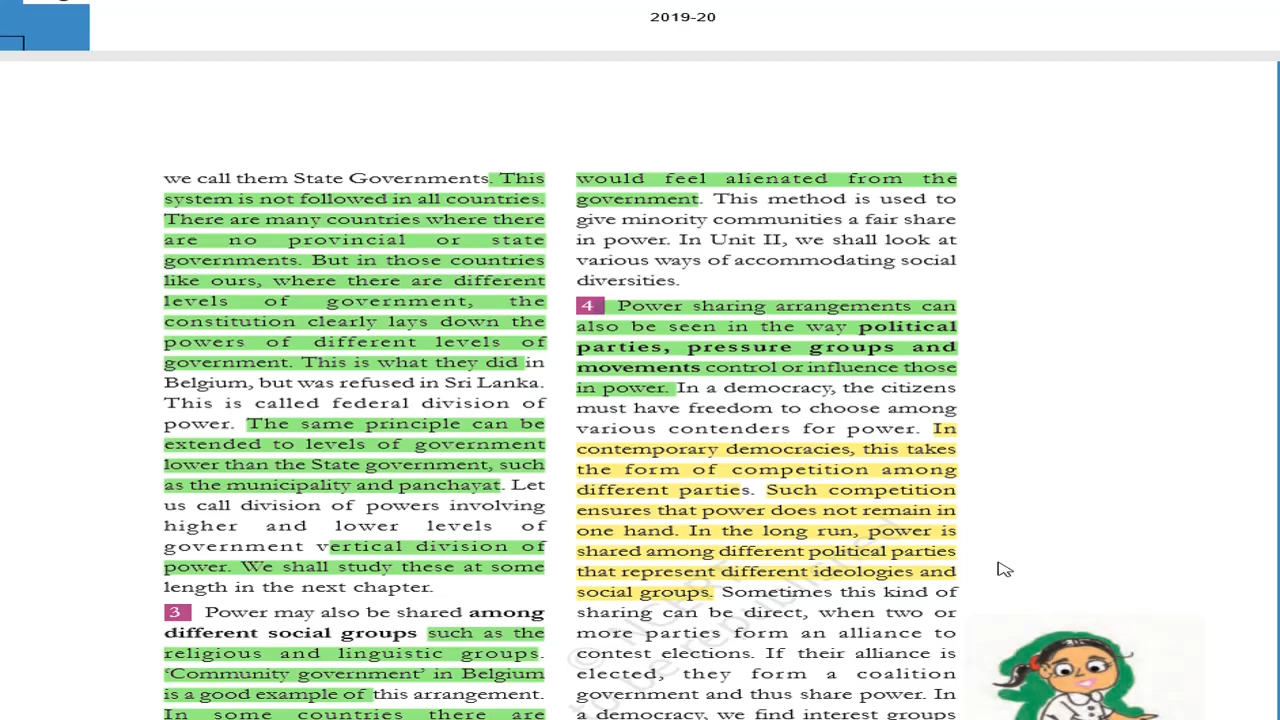 2019-20
we call them State Governments. This
system is not followed in all countries.
There are many countries where there
are no provincial or state
governments. But in those countries
like ours, where there are different
levels of government, the
constitution clearly lays down the
powers of different levels of
government. This is what they did in
Belgium, but was refused in Sri Lanka.
This is called federal division of
power. The same principle can be
extended to levels of government
lower than the State government, such
as the municipality and panchayat. Let
us call division of powers involving
higher and lower levels of
government vertical division of
power. We shall study these at some
length in the next chapter.
3 Power may also be shared among
different social groups such as the
religious and linguistic groups.
‘Community government’ in Belgium
is a good example of this arrangement.
In some countries there are
would feel alienated from the
government. This method is used to
give minority communities a fair share
in power. In Unit II, we shall look at
various ways of accommodating social
diversities.
4 Power sharing arrangements can
also be seen in the way political
parties, pressure groups and
movements control or influence those
in power. In a democracy, the citizens
must have freedom to choose among
various contenders for power. In
contemporary democracies, this takes
the form of competition among
different parties. Such competition
ensures that power does not remain in
one hand. In the long run, power is
shared among different political parties
that represent different ideologies and
social groups. Sometimes this kind of
sharing can be direct, when two or
more parties form an alliance to
contest elections. If their alliance is
elected, they form a coalition
government and thus share power. In
a democracy, we find interest groups